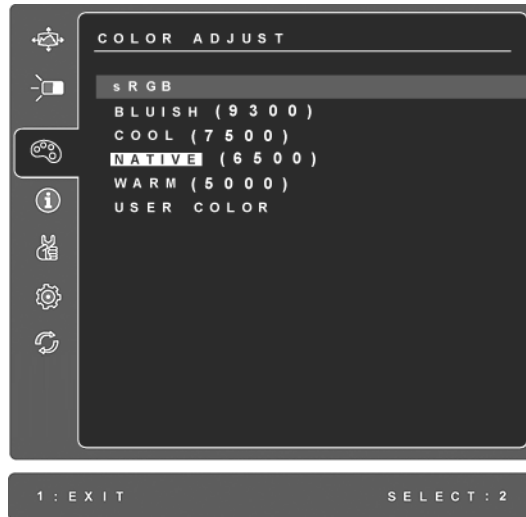 COLOR ADJUST
sRGB
BLUISH (9300)
COOL (7500)
NATIVE (6500)
WARM (5000)
USER COLOR
1:EXIT SELECT:2